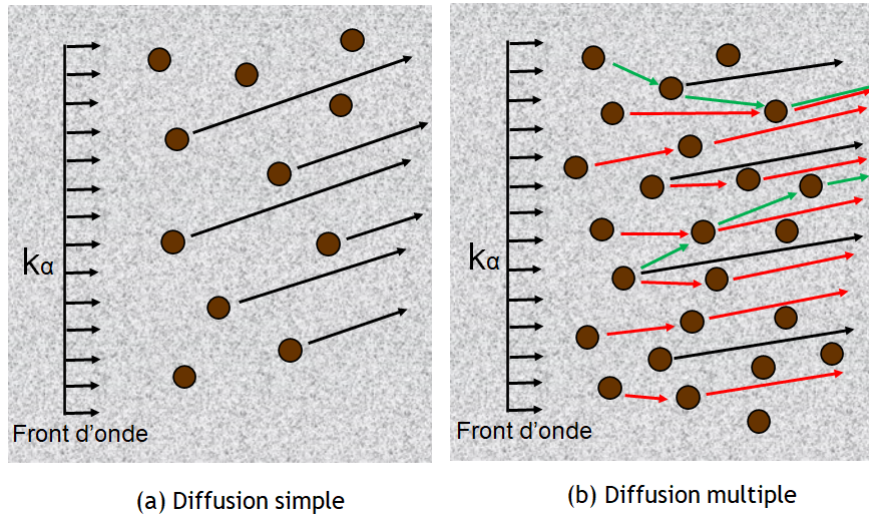 Kα
Front d'onde
(a) Diffusion simple
Kα
Front d'onde
(b) Diffusion multiple